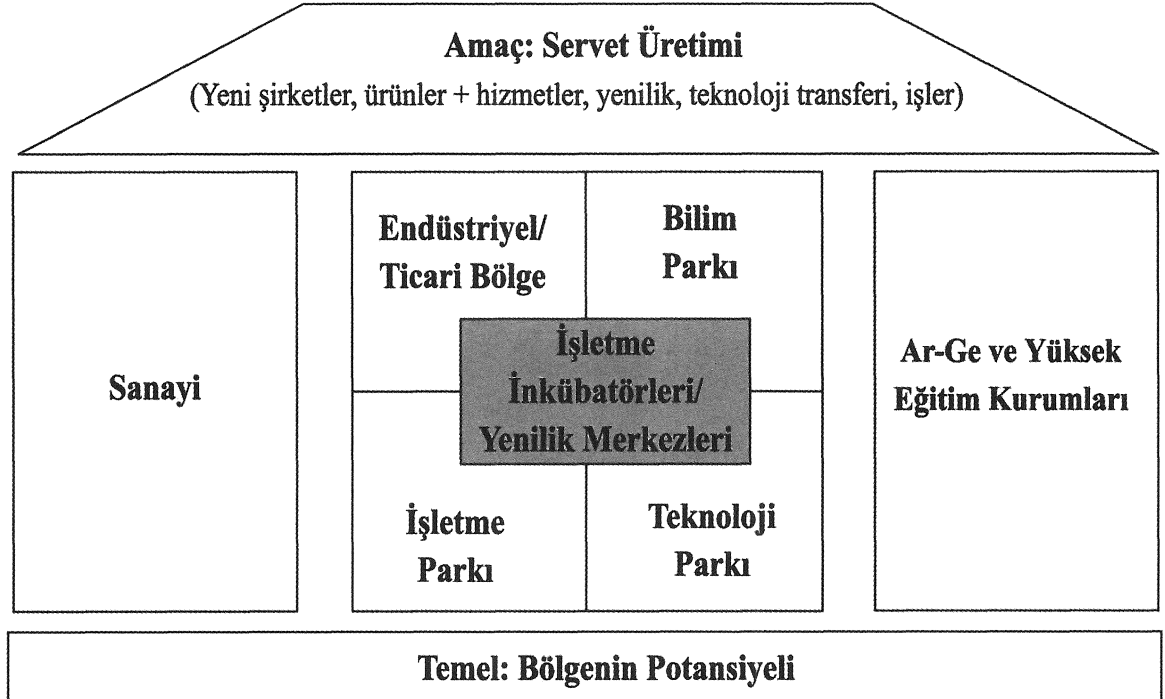 Amaç: Servet Üretimi
(Yeni şirketler, ürünler + hizmetler, yenilik, teknoloji transferi, işler)
Sanayi
Endüstriyel/
Ticari Bölge
Bilim
Parkı
İşletme
İnkübatörleri/
Yenilik Merkezleri
İşletme
Parkı
Teknoloji
Parkı
Ar-Ge ve Yüksek
Eğitim Kurumları
Temel: Bölgenin Potansiyeli